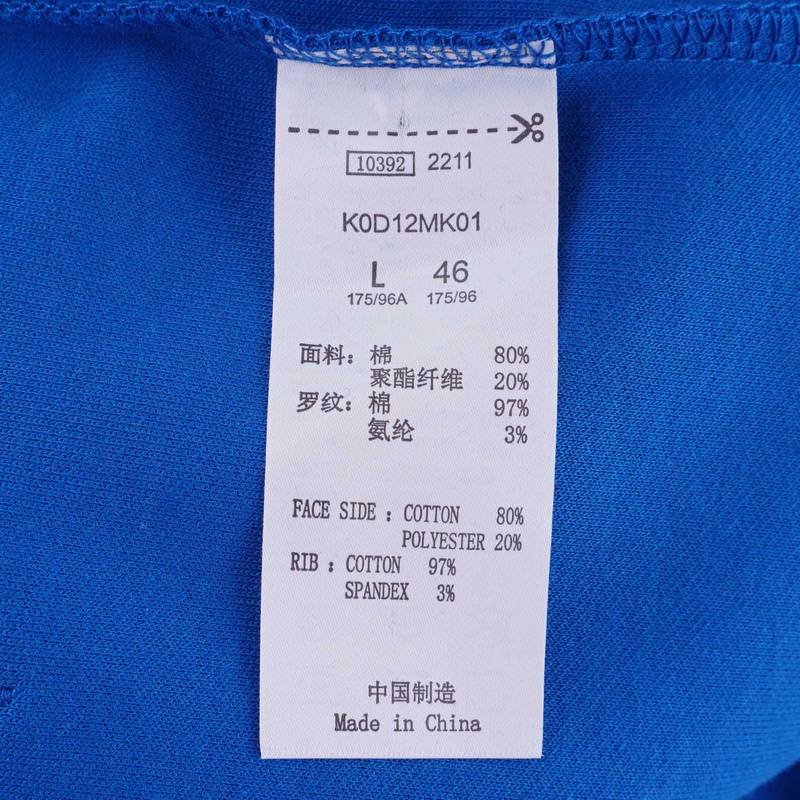 10392 2211
K0D12MK01
L 46
175/96A 175/96
面料：棉 80%
聚酯纤维 20%
罗纹：棉 97%
氨纶 3%
FACE SIDE : COTTON 80%
POLYESTER 20%
RIB : COTTON 97%
SPANDEX 3%
中国制造
Made in China